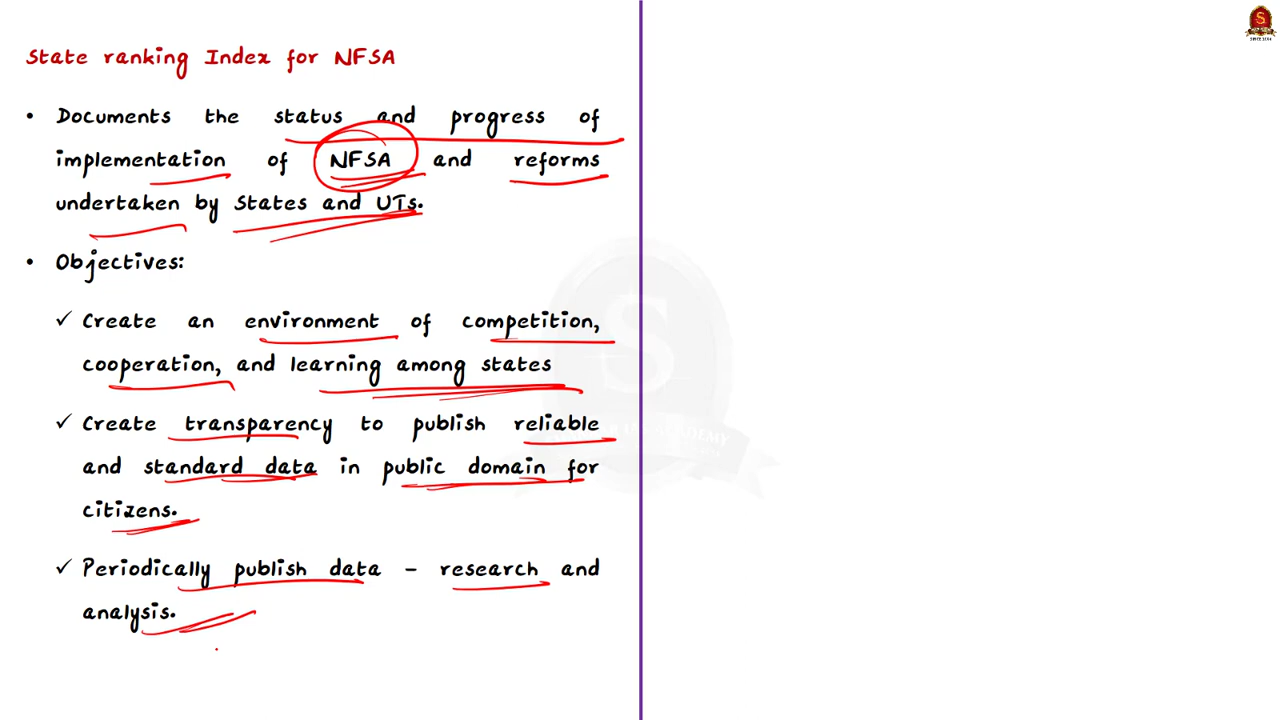 State ranking Index for NFSA
• Documents the status and progress of
implementation of NFSA and reforms
undertaken by States and UTs.
• Objectives:
✓ Create an environment of competition,
cooperation, and learning among states
✓ Create transparency to publish reliable
and standard data in public domain for
citizens.
✓ Periodically publish data – research and
analysis.